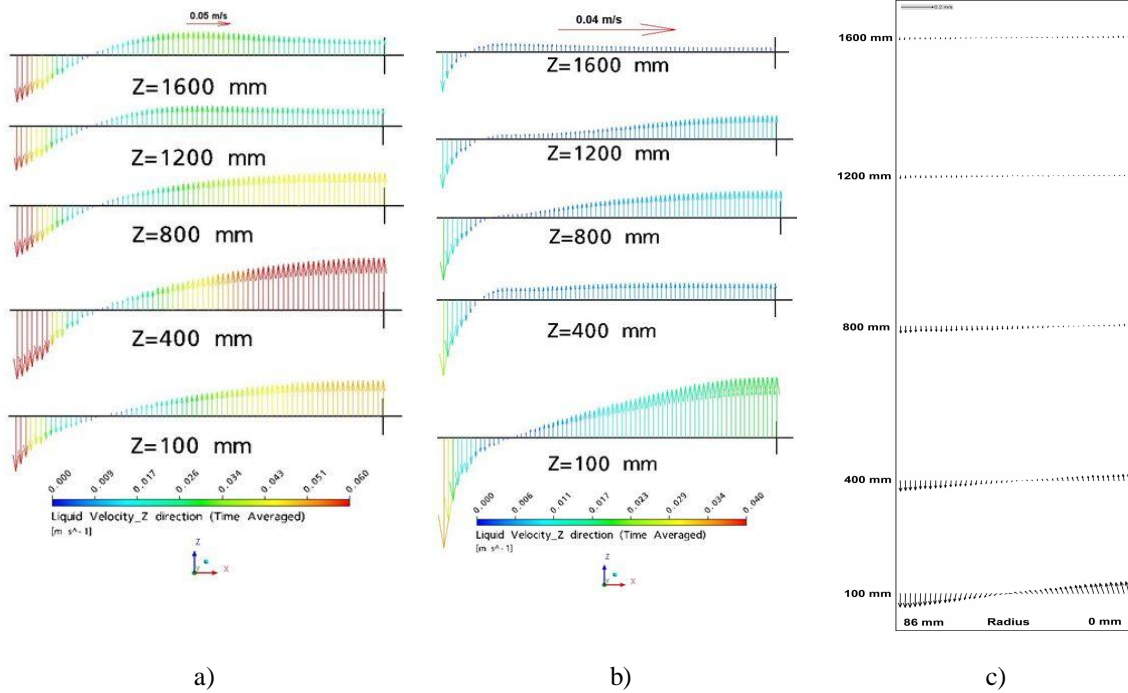 0.05 m/s
Z=1600 mm
Z=1200 mm
Z=800 mm
Z=400 mm
Z=100 mm
0.000 0.009 0.017 0.026 0.034 0.043 0.051 0.060
Liquid Velocity_Z direction (Time Averaged)
[m s^-1]
Z
Y X
a)
0.04 m/s
Z=1600 mm
Z=1200 mm
Z=800 mm
Z=400 mm
Z=100 mm
0.000 0.006 0.011 0.017 0.023 0.029 0.034 0.040
Liquid Velocity_Z direction (Time Averaged)
[m s^-1]
Z
Y X
b)
0.2 m/s
1600 mm
1200 mm
800 mm
400 mm
100 mm
86 mm Radius 0 mm
c)